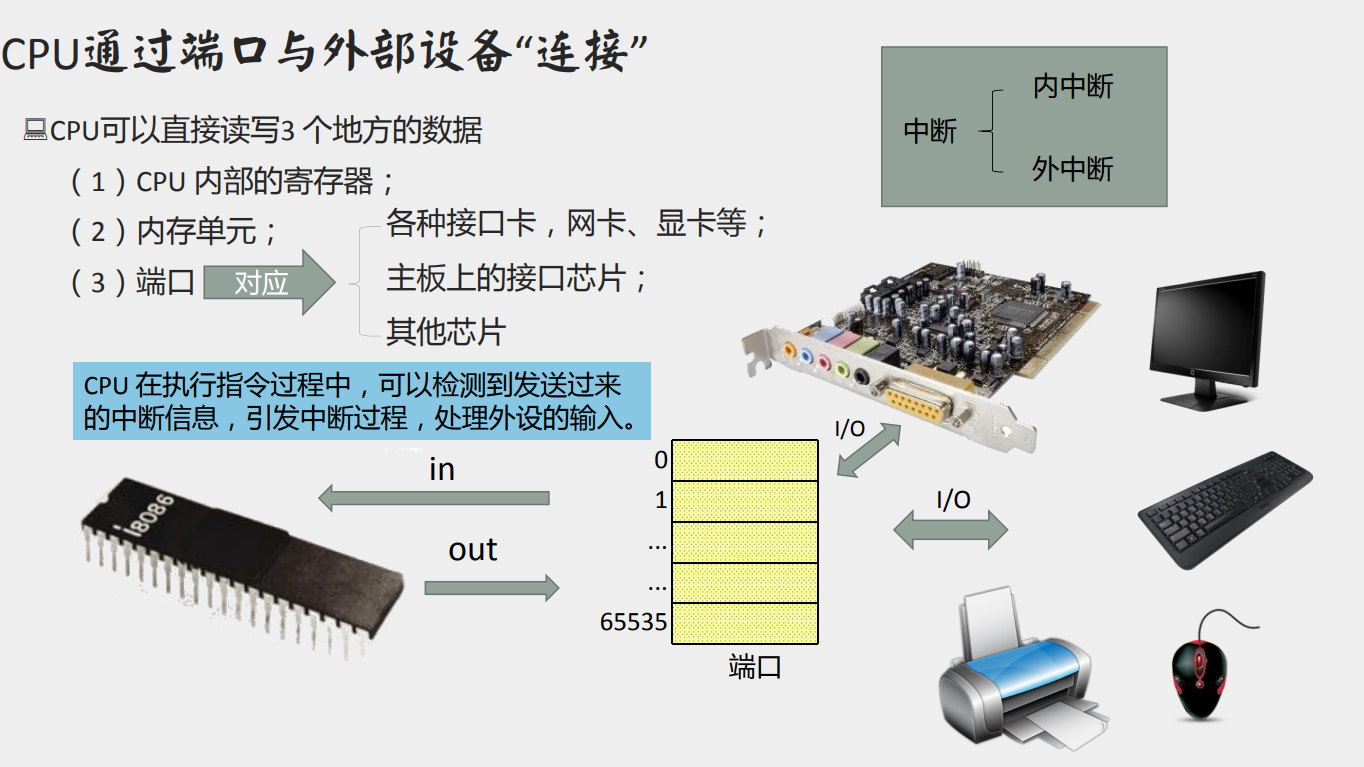 CPU通过端口与外部设备“连接”
CPU可以直接读写3 个地方的数据
（1）CPU 内部的寄存器；
（2）内存单元；
（3）端口
对应
各种接口卡，网卡、显卡等；
主板上的接口芯片；
其他芯片
中断
内中断
外中断
CPU 在执行指令过程中，可以检测到发送过来
的中断信息，引发中断过程，处理外设的输入。
i8086
in
out
0
1
...
...
65535
端口
I/O
I/O